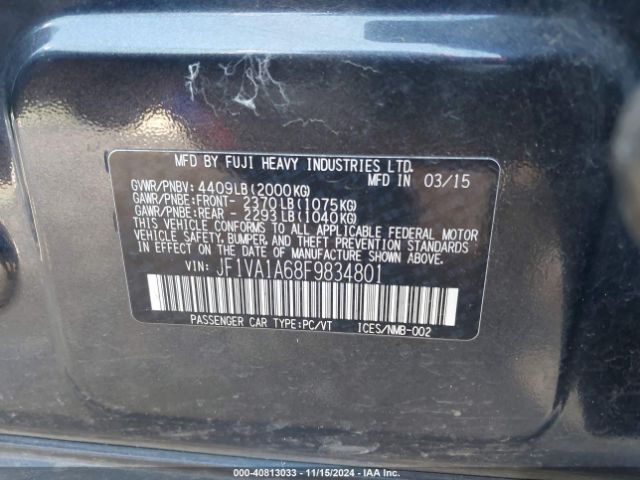 MFD BY FUJI HEAVY INDUSTRIES LTD.
GVWR/PNBV: 4409LB(2000KG) MFD.IN 03/15
GAWR/PNBE:FRONT- 2370LB(1075KG)
GAWR/PNBE:REAR - 2293LB(1040KG)
THIS VEHICLE CONFORMS TO ALL APPLICABLE FEDERAL MOTOR
VEHICLE SAFETY, BUMPER, AND THEFT PREVENTION STANDARDS
IN EFFECT ON THE DATE OF MANUFACTURE SHOWN ABOVE.
VIN: JF1VA1A68F9834801
PASSENGER CAR TYPE:PC/VT ICES/NMB-002
000-40813033 - 11/15/2024 - IAA Inc.